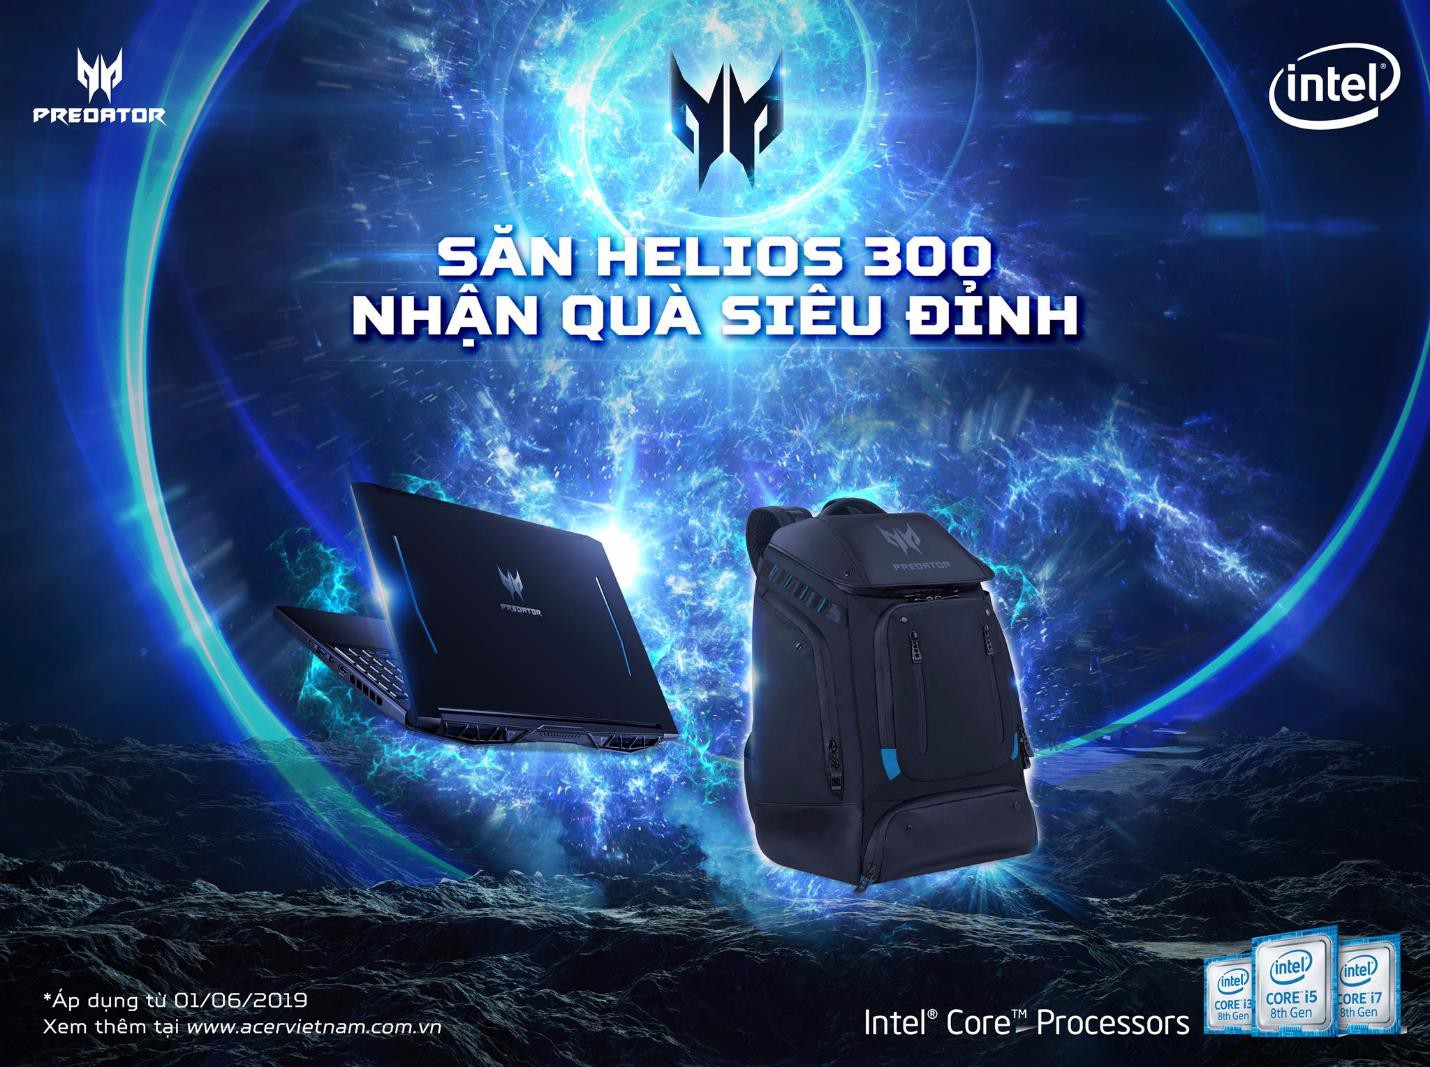 PREDATOR
intel®
SĂN HELIOS 300
NHẬN QUÀ SIÊU ĐỈNH
PREDATOR
PREDATOR
*Áp dụng từ 01/06/2019
Xem thêm tại www.acervietnam.com.vn
Intel® Core™ Processors
intel
CORE i3
8th Gen
intel
CORE i5
8th Gen
intel
CORE i7
8th Gen